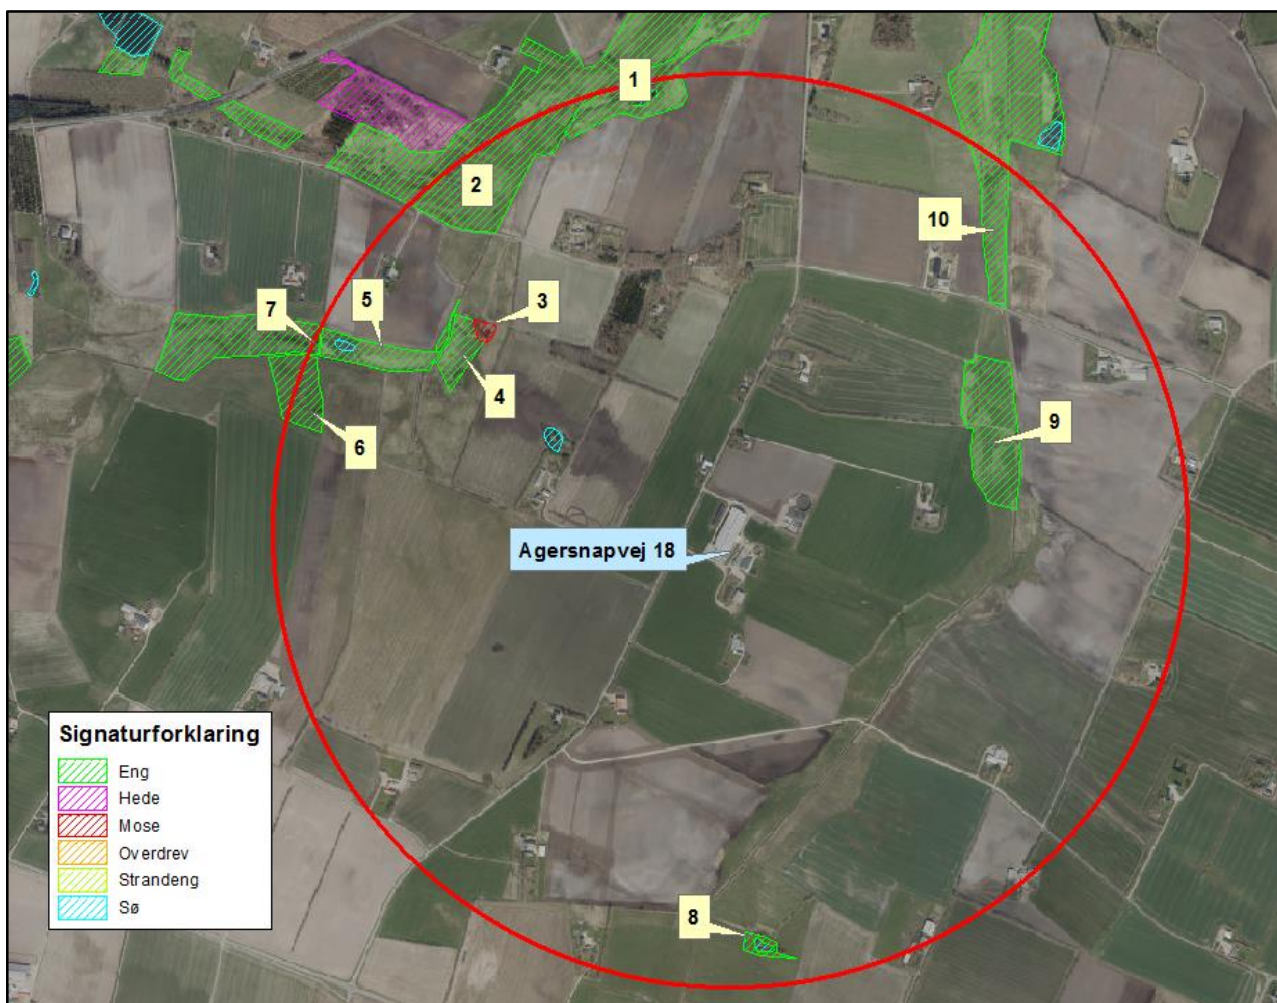 1
2
10
3
5
7
4
6
9
Agersnapvej 18
8
Signaturforklaring
Eng
Hede
Mose
Overdrev
Strandeng
Sø